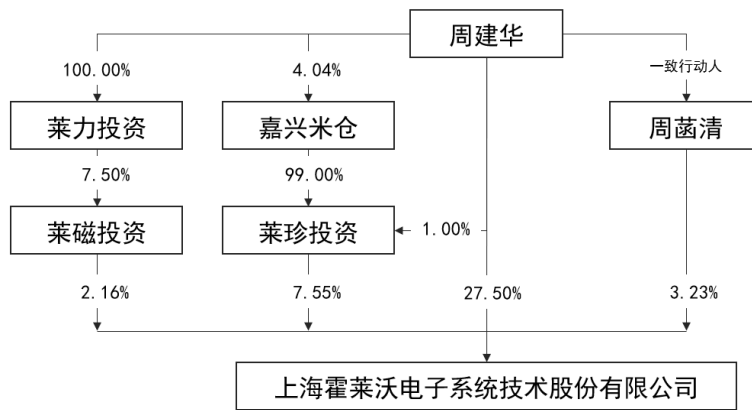 周建华
100.00%
4.04%
一致行动人
莱力投资
嘉兴米仓
周菡清
7.50%
99.00%
莱磁投资
莱珍投资
1.00%
2.16%
7.55%
27.50%
3.23%
上海霍莱沃电子系统技术股份有限公司